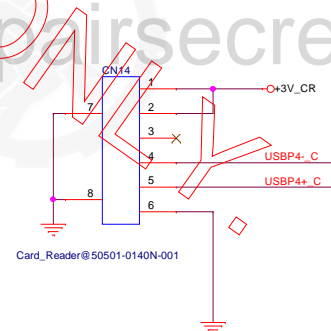 pairsecre
CN14
1
+3V_CR
7
2
3
4
USBP4-_C
5
USBP4+_C
8
6
Card_Reader@50501-0140N-001